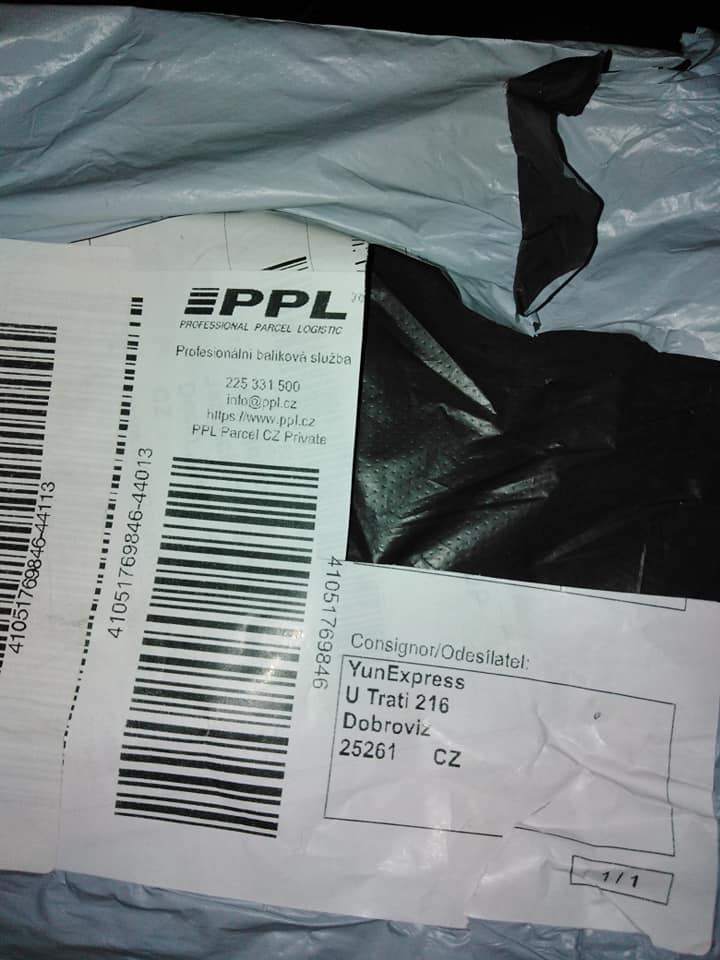 PPL
PROFESSIONAL PARCEL LOGISTIC
Profesionální balíková služba
225 331 500
info@ppl.cz
https://www.ppl.cz
PPL Parcel CZ Private
41051769846-44113
41051769846-44013
41051769846
Consignor/Odesílatel:
YunExpress
U Trati 216
Dobroviz
25261 CZ
1/1